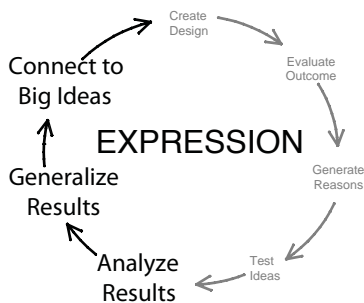 Create
Design
Evaluate
Outcome
Generate
Reasons
Test
Ideas
Analyze
Results
Generalize
Results
Connect to
Big Ideas
EXPRESSION